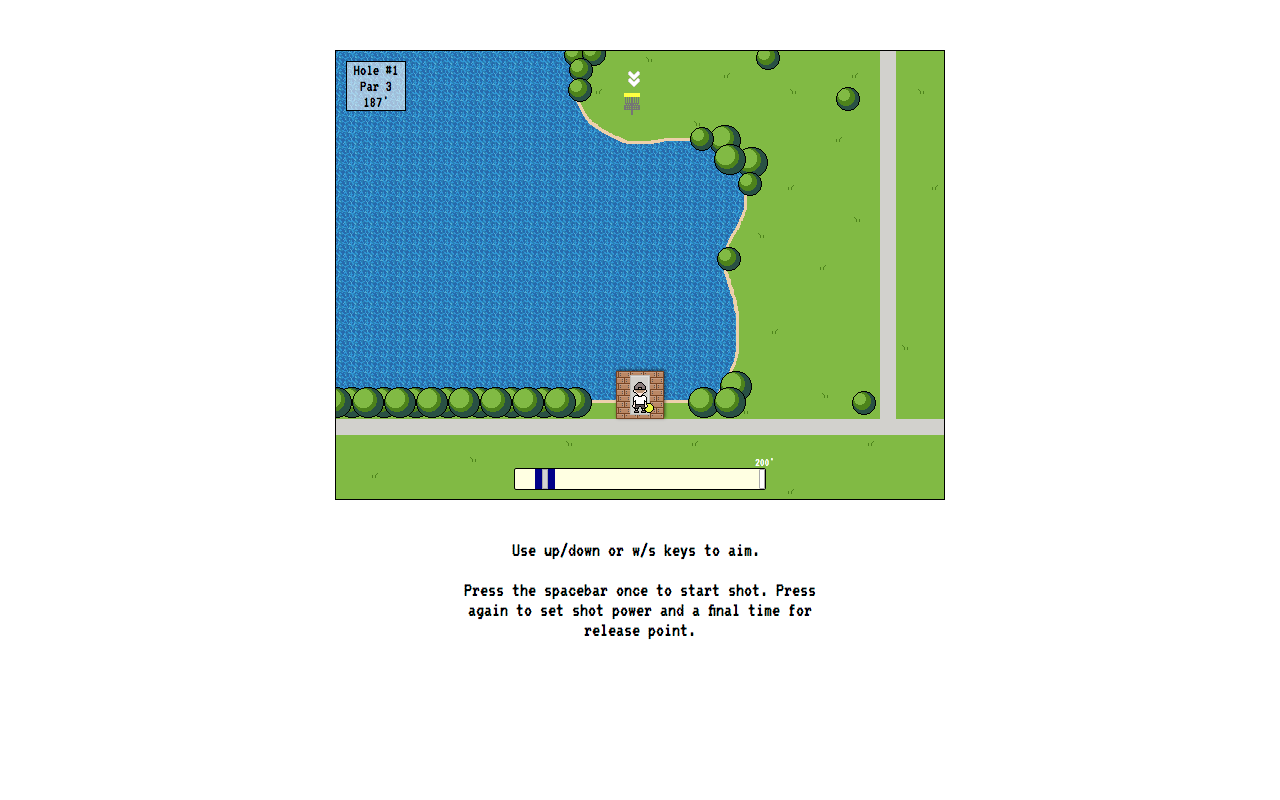 Hole #1
Par 3
187'
200'
Use up/down or w/s keys to aim.
Press the spacebar once to start shot. Press
again to set shot power and a final time for
release point.